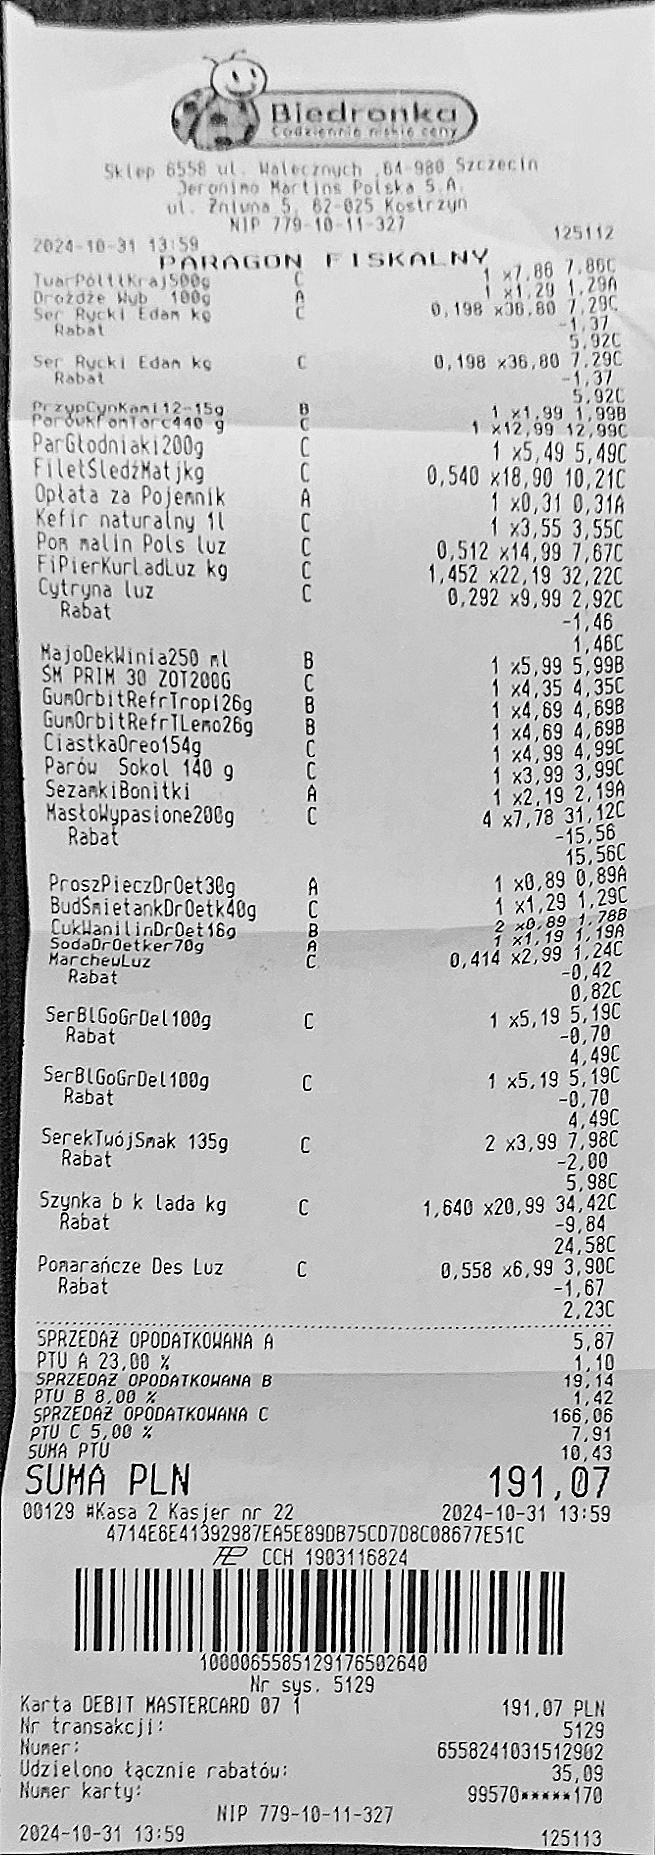 Biedronka
Codziennie niskie ceny
Sklep 6558 ul. Walecznych ,64-980 Szczecin
Jeronimo Martins Polska S.A.
ul. Żniwna 5, 62-025 Kostrzyn
NIP 779-10-11-327
2024-10-31 13:59 125112
PARAGON FISKALNY
TwarPółtłKraj500g C 1 x7,86 7,86C
Drożdże Wyb 100g A 1 x1,29 1,29A
Ser Rycki Edam kg C 0,198 x36,80 7,29C
Rabat -1,37
5,92C
Ser Rycki Edam kg C 0,198 x36,80 7,29C
Rabat -1,37
5,92C
PrzypCynKami12-15g B 1 x1,99 1,99B
ParówkFonTarc440 g C 1 x12,99 12,99C
ParGłodniaki200g C 1 x5,49 5,49C
FiletŚledźMatjkg C 0,540 x18,90 10,21C
Opłata za Pojemnik A 1 x0,31 0,31A
Kefir naturalny 1l C 1 x3,55 3,55C
Pom malin Pols luz C 0,512 x14,99 7,67C
FiPierKurLadLuz kg C 1,452 x22,19 32,22C
Cytryna luz C 0,292 x9,99 2,92C
Rabat -1,46
1,46C
MajoDekWinia250 ml B 1 x5,99 5,99B
SM PRIM 30 ZOT200G C 1 x4,35 4,35C
GumOrbitRefrTropi26g B 1 x4,69 4,69B
GumOrbitRefrTLemo26g B 1 x4,69 4,69B
CiastkaOreo154g C 1 x4,99 4,99C
Parów Sokol 140 g C 1 x3,99 3,99C
SezamkiBonitki A 1 x2,19 2,19A
MasłoWypasione200g C 4 x7,78 31,12C
Rabat -15,56
15,56C
ProszPieczDrOet30g A 1 x0,89 0,89A
BudŚmietankDrOetk40g C 1 x1,29 1,29C
CukWanilinDrOet16g B 2 x0,89 1,78B
SodaDrOetker70g A 1 x1,19 1,19A
MarchewLuz C 0,414 x2,99 1,24C
Rabat -0,42
0,82C
SerBlGoGrDel100g C 1 x5,19 5,19C
Rabat -0,70
4,49C
SerBlGoGrDel100g C 1 x5,19 5,19C
Rabat -0,70
4,49C
SerekTwójSmak 135g C 2 x3,99 7,98C
Rabat -2,00
5,98C
Szynka b k lada kg C 1,640 x20,99 34,42C
Rabat -9,84
24,58C
Pomarańcze Des Luz C 0,558 x6,99 3,90C
Rabat -1,67
2,23C
SPRZEDAŻ OPODATKOWANA A 5,87
PTU A 23,00 % 1,10
SPRZEDAŻ OPODATKOWANA B 19,14
PTU B 8,00 % 1,42
SPRZEDAŻ OPODATKOWANA C 166,06
PTU C 5,00 % 7,91
SUMA PTU 10,43
SUMA PLN 191,07
00129 #Kasa 2 Kasjer nr 22 2024-10-31 13:59
4714E6E41392987EA5E89DB75CD7D8C08677E51C
CCH 1903116824
1000065585129176502640
Nr sys. 5129
Karta DEBIT MASTERCARD 07 1 191,07 PLN
Nr transakcji: 5129
Numer: 6558241031512902
Udzielono łącznie rabatów: 35,09
Numer karty: 99570*****170
NIP 779-10-11-327
2024-10-31 13:59 125113